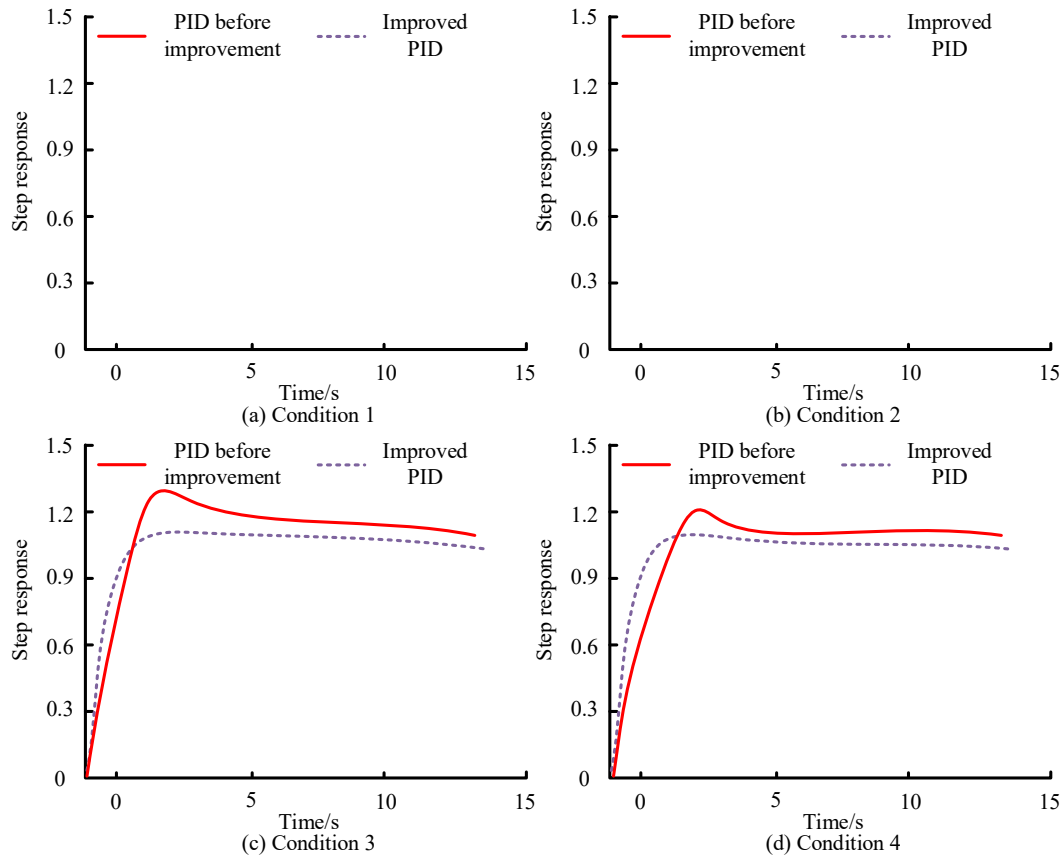 1.5
PID before improvement
Improved PID
1.2
0.9
0.6
0.3
0
Step response
0 5 10 15
Time/s
(a) Condition 1
1.5
PID before improvement
Improved PID
1.2
0.9
0.6
0.3
0
Step response
0 5 10 15
Time/s
(b) Condition 2
1.5
PID before improvement
Improved PID
1.2
0.9
0.6
0.3
0
Step response
0 5 10 15
Time/s
(c) Condition 3
1.5
PID before improvement
Improved PID
1.2
0.9
0.6
0.3
0
Step response
0 5 10 15
Time/s
(d) Condition 4